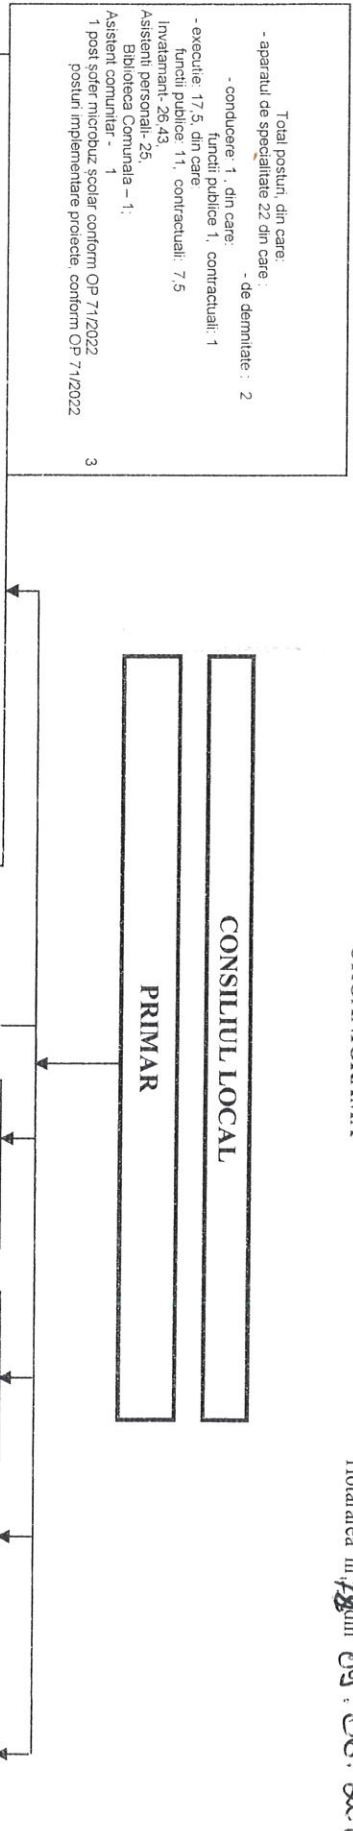 Total posturi, din care:
- aparatul de specialitate 22 din care :
- de demnitate : 2
- conducere: 1 , din care:
functii publice 1, contractuali: 1
- executie: 17,5, din care:
functii publice: 11, contractuali: 7,5
Invatamant- 26,43,
Asistenti personali- 25,
Biblioteca Comunala – 1;
Asistent comunitar - 1
1 post şofer microbuz şcolar conform OP 71/2022
posturi implementare proiecte, conform OP 71/2022 3
CONSILIUL LOCAL
PRIMAR